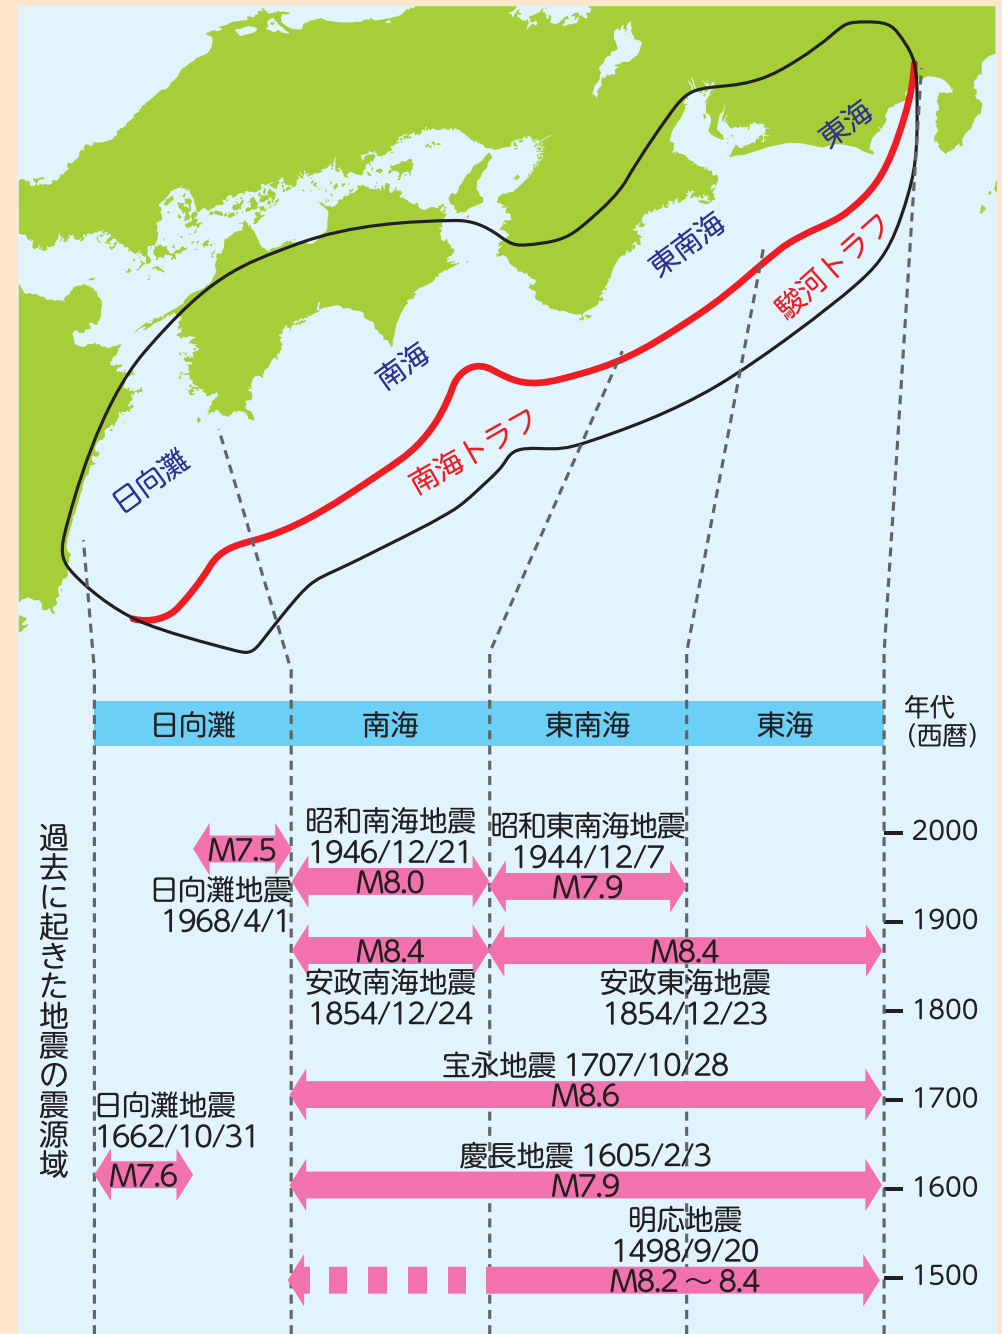 東海
東南海
駿河トラフ
南海
南海トラフ
日向灘
日向灘
南海
東南海
東海
年代
(西暦)
過去に起きた地震の震源域
2000
1900
1800
1700
1600
1500
M7.5
日向灘地震
1968/4/1
昭和南海地震
1946/12/21
M8.0
昭和東南海地震
1944/12/7
M7.9
M8.4
安政南海地震
1854/12/24
M8.4
安政東海地震
1854/12/23
宝永地震 1707/10/28
M8.6
日向灘地震
1662/10/31
M7.6
慶長地震 1605/2/3
M7.9
明応地震
1498/9/20
M8.2 ～ 8.4